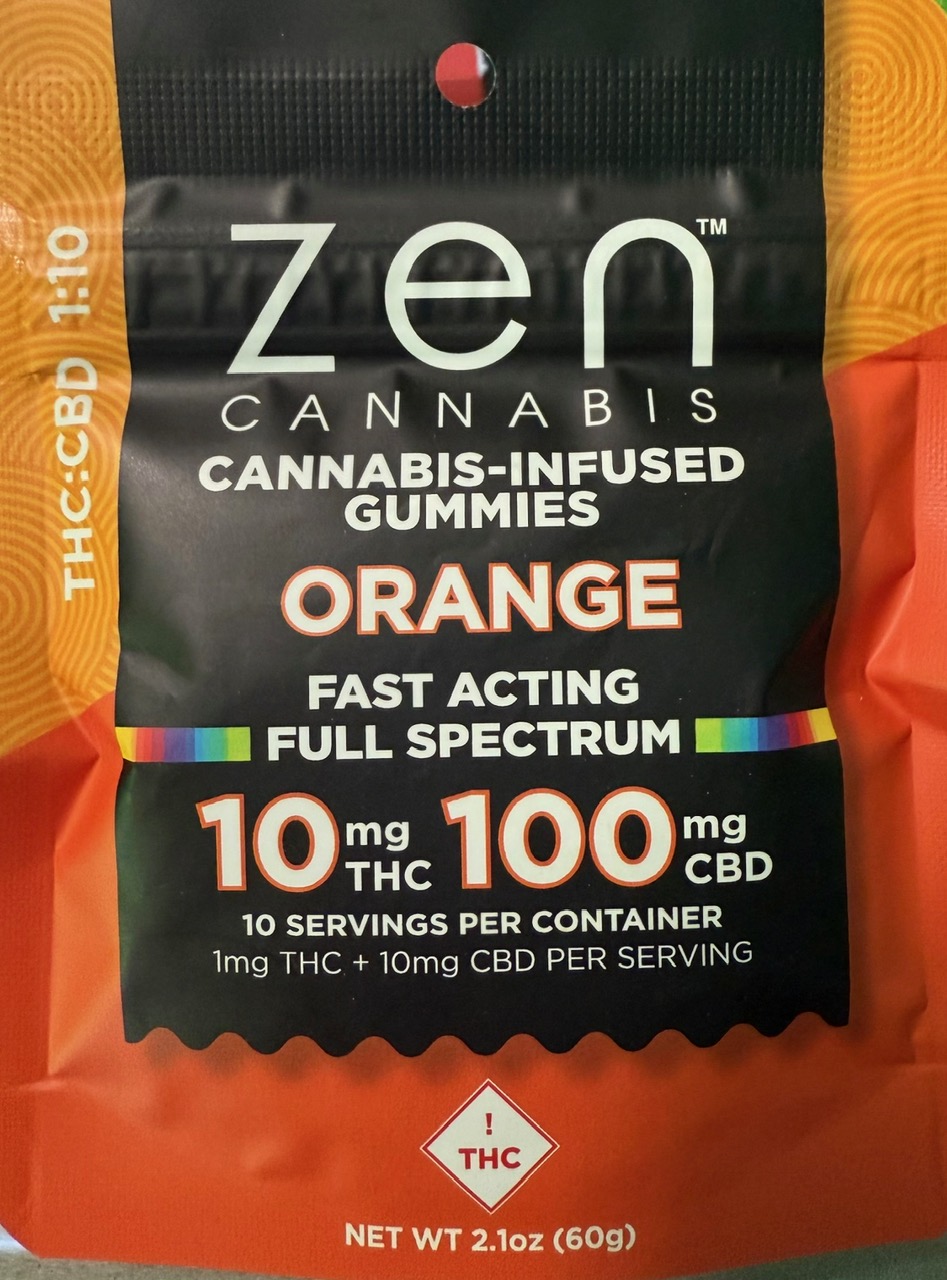 zen™
CANNABIS
CANNABIS-INFUSED
GUMMIES
ORANGE
FAST ACTING
FULL SPECTRUM
10mg THC 100mg CBD
10 SERVINGS PER CONTAINER
1mg THC + 10mg CBD PER SERVING
THC:CBD 1:10
!
THC
NET WT 2.1oz (60g)